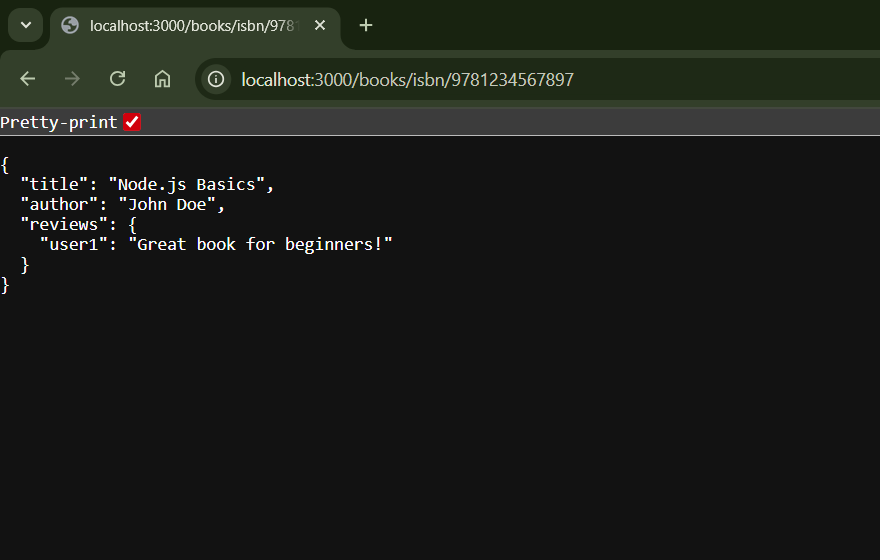 localhost:3000/books/isbn/978
localhost:3000/books/isbn/9781234567897
Pretty-print
{
  "title": "Node.js Basics",
  "author": "John Doe",
  "reviews": {
    "user1": "Great book for beginners!"
  }
}